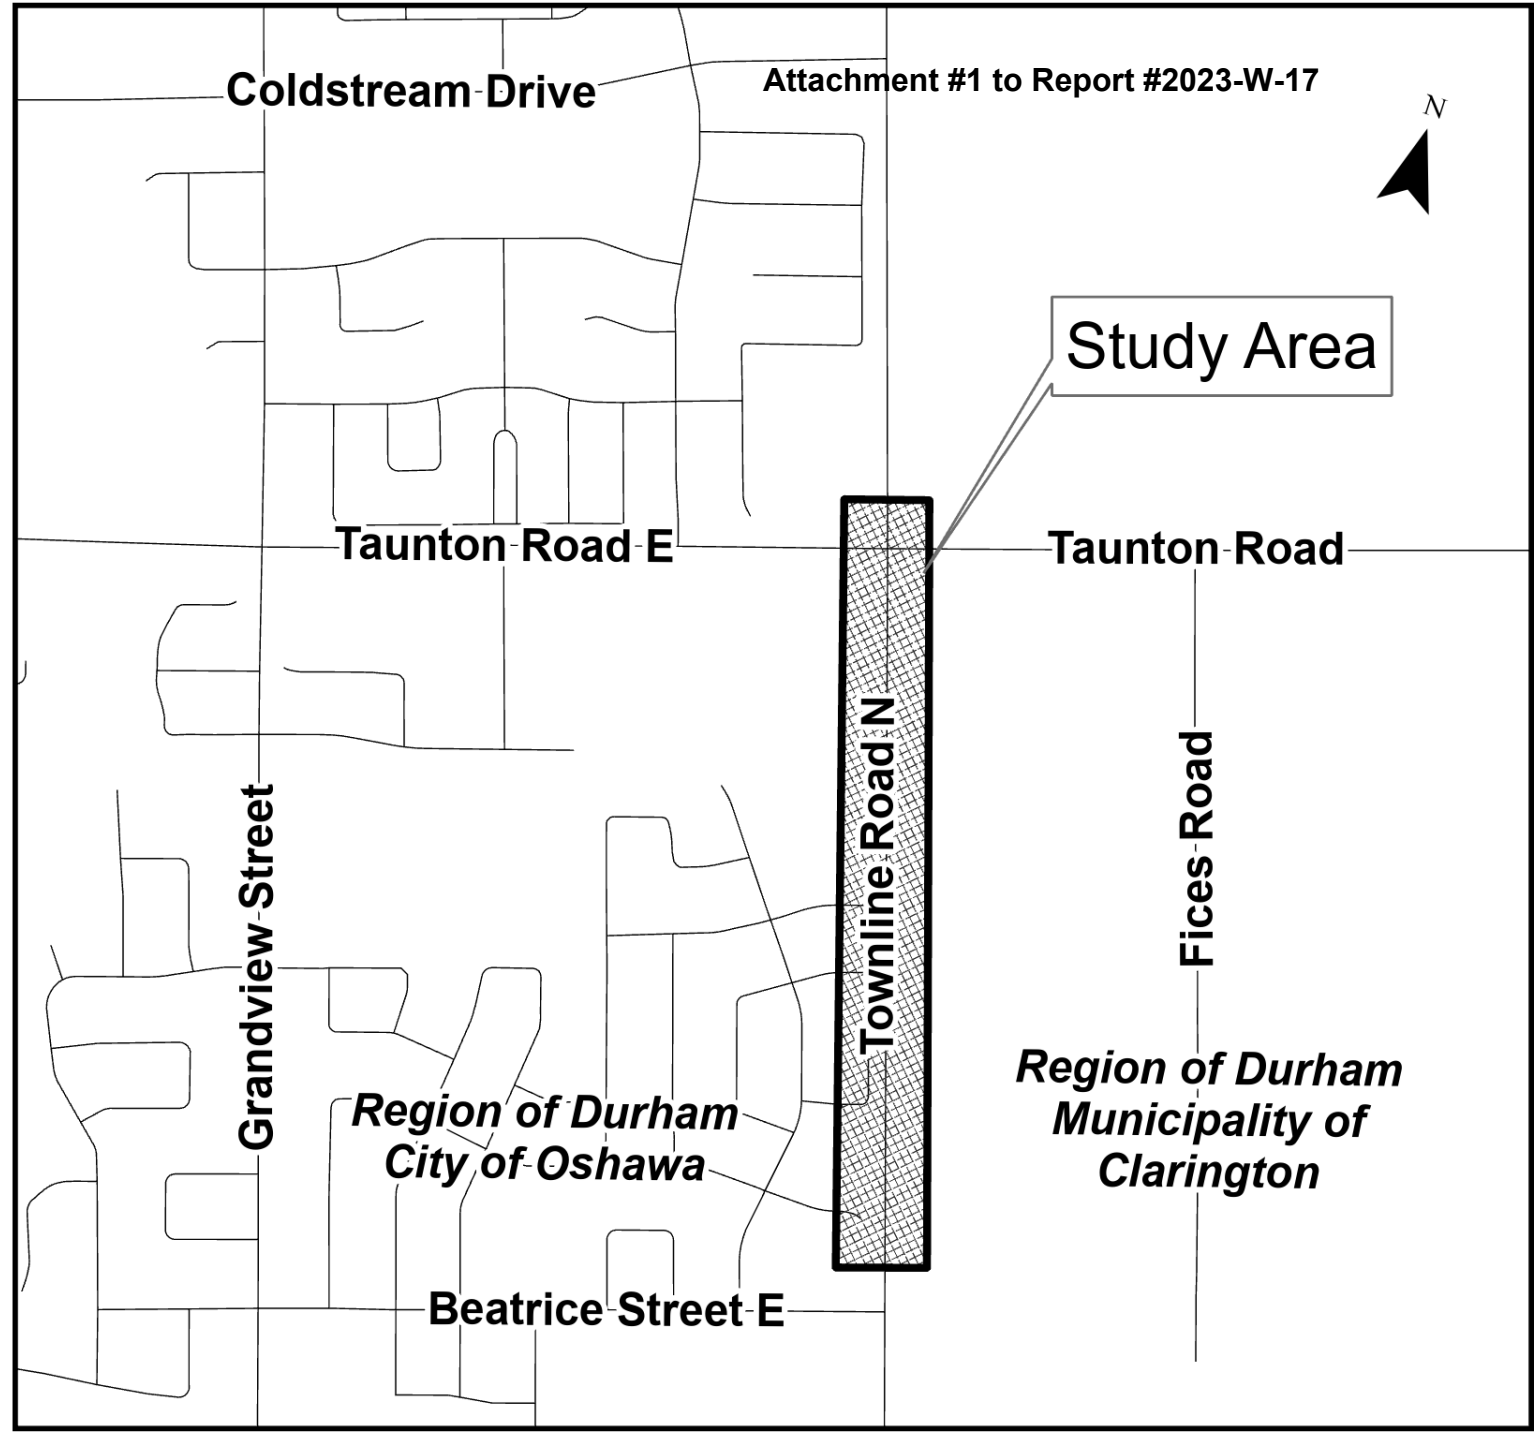 Attachment #1 to Report #2023-W-17
Coldstream Drive
N
Study Area
Taunton Road E
Taunton Road
Townline Road N
Fices Road
Grandview Street
Region of Durham
City of Oshawa
Region of Durham
Municipality of
Clarington
Beatrice Street E